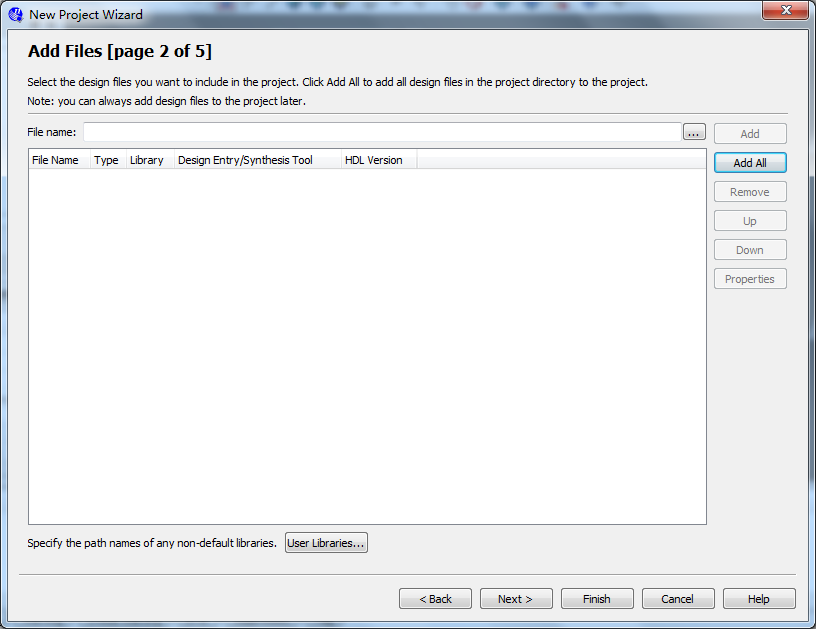 New Project Wizard
Add Files [page 2 of 5]
Select the design files you want to include in the project. Click Add All to add all design files in the project directory to the project.
Note: you can always add design files to the project later.
File name: ... Add
File Name Type Library Design Entry/Synthesis Tool HDL Version
Add All
Remove
Up
Down
Properties
Specify the path names of any non-default libraries. User Libraries...
< Back Next > Finish Cancel Help